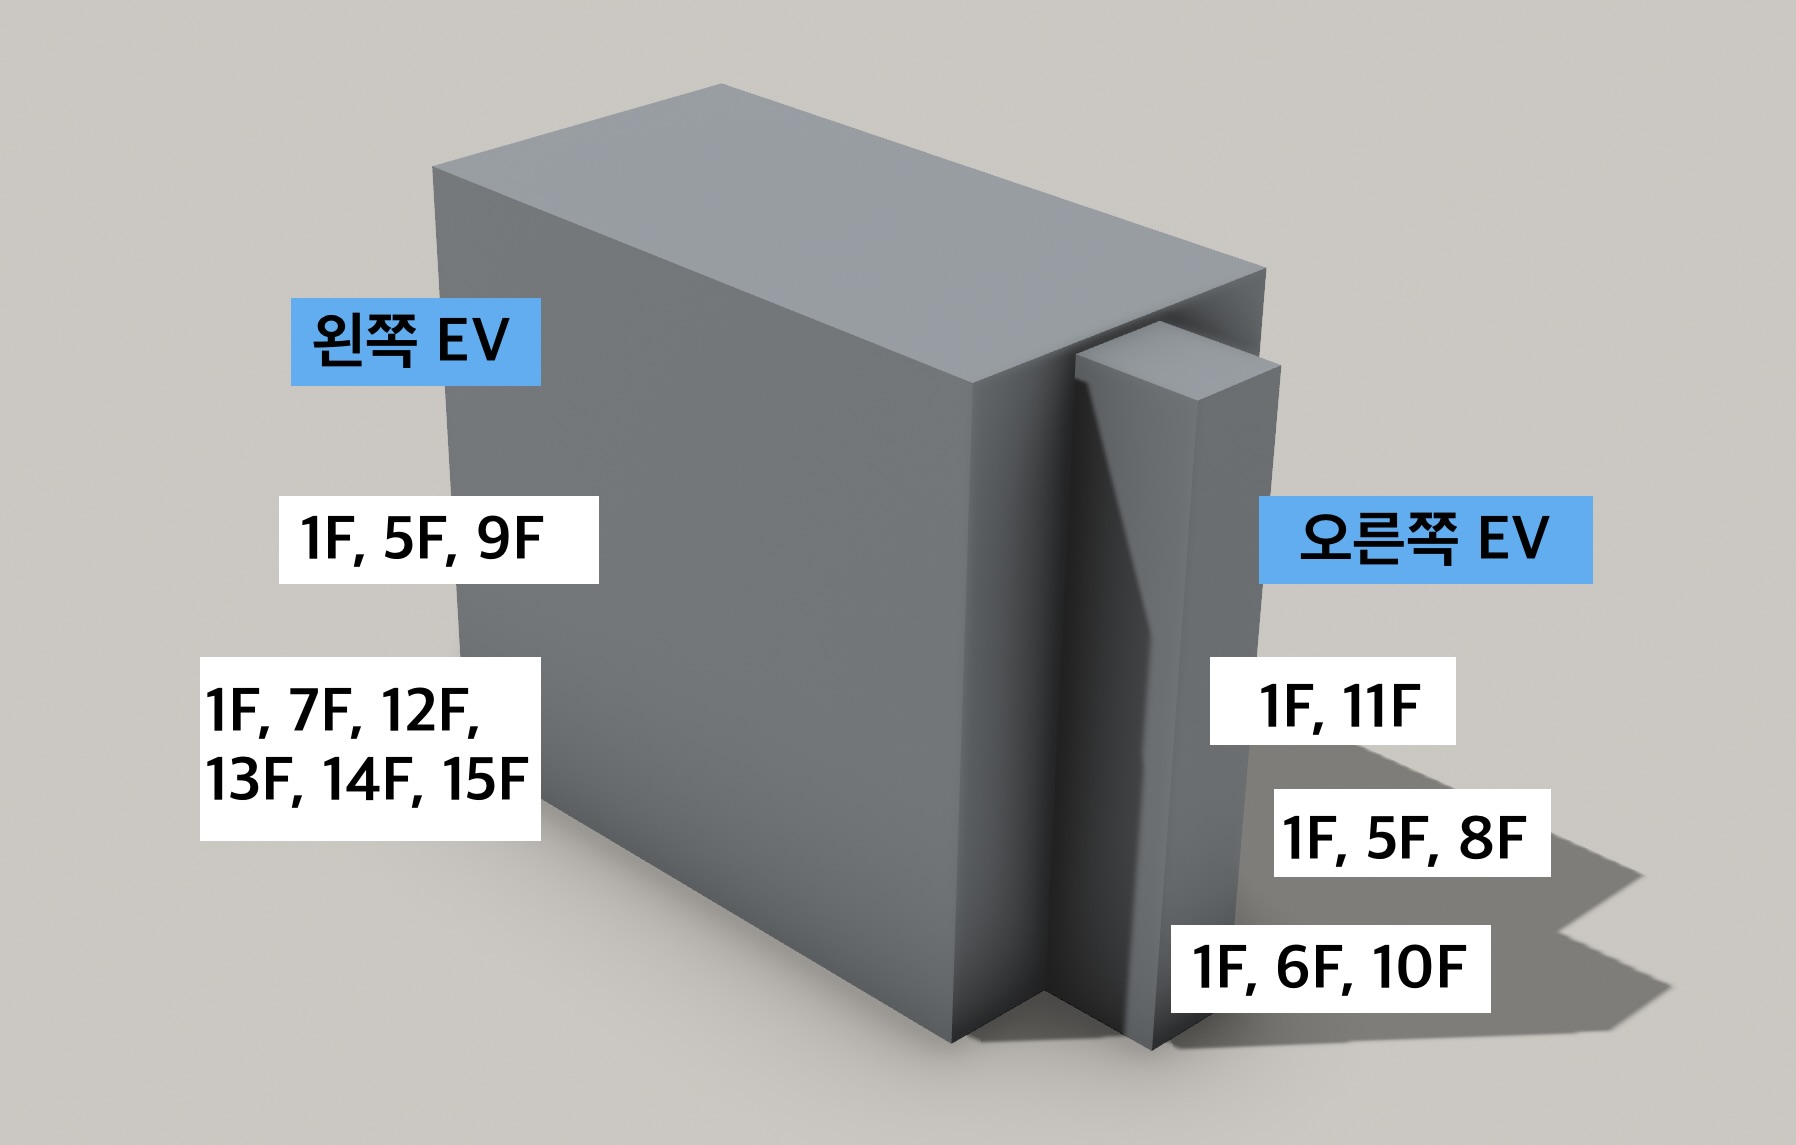 왼쪽 EV
1F, 5F, 9F
1F, 7F, 12F,
13F, 14F, 15F
오른쪽 EV
1F, 11F
1F, 5F, 8F
1F, 6F, 10F